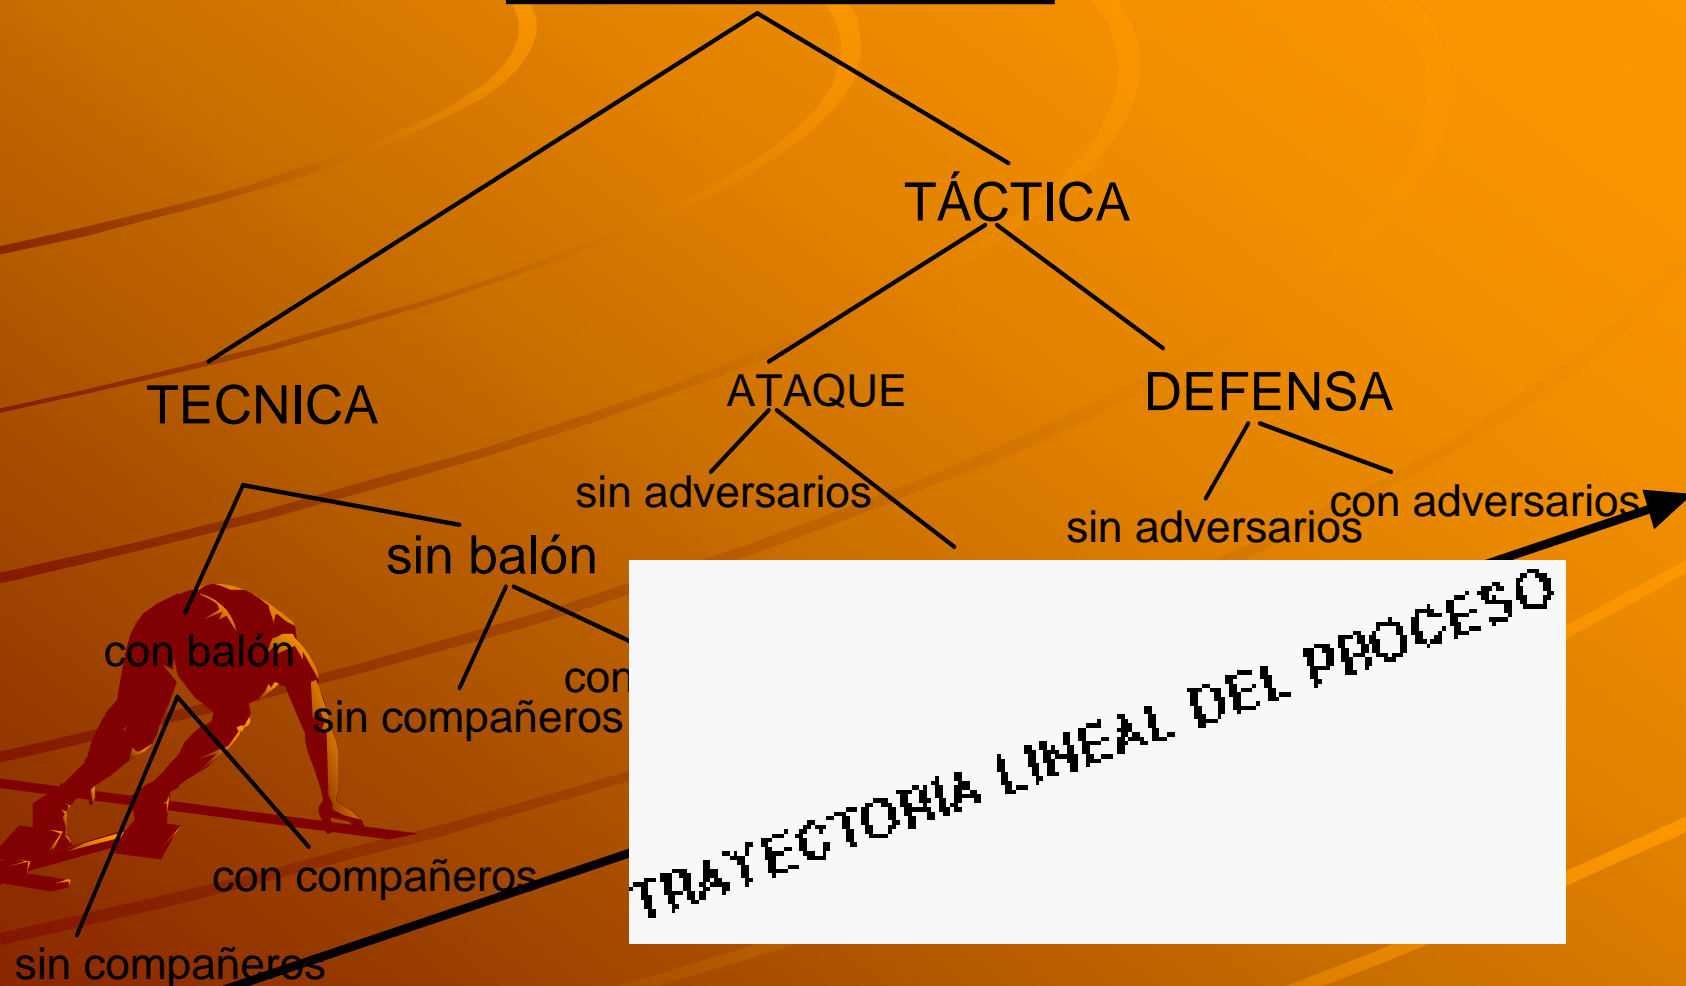 TÁCTICA
TECNICA
ATAQUE
DEFENSA
sin adversarios
con adversarios
sin adversarios
sin balón
con balón
con
sin compañeros
con compañeros
sin compañeros
TRAYECTORIA LINEAL DEL PROCESO